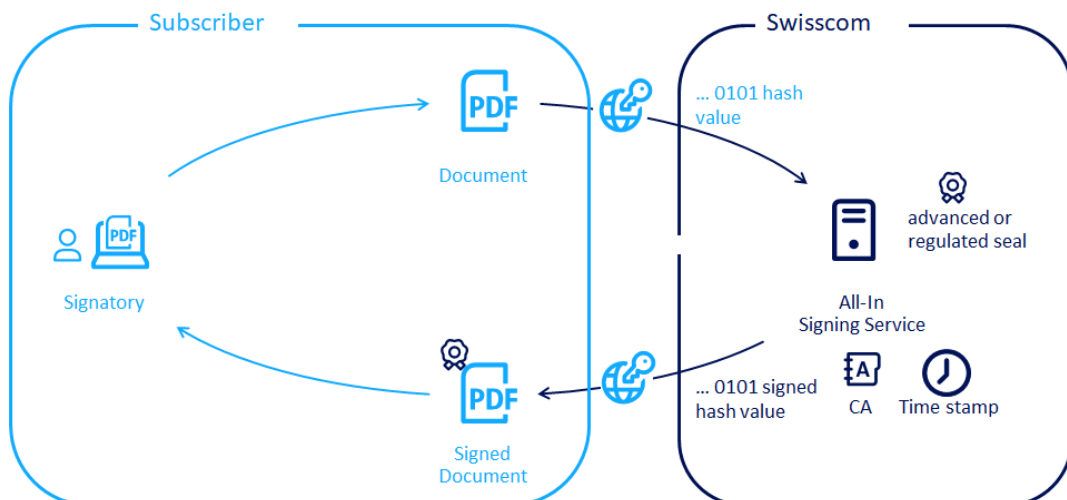 Subscriber
Swisscom
PDF
Document
... 0101 hash
value
PDF
Signatory
advanced or
regulated seal
All-In
Signing Service
PDF
Signed
Document
... 0101 signed
hash value
A
CA
Time stamp